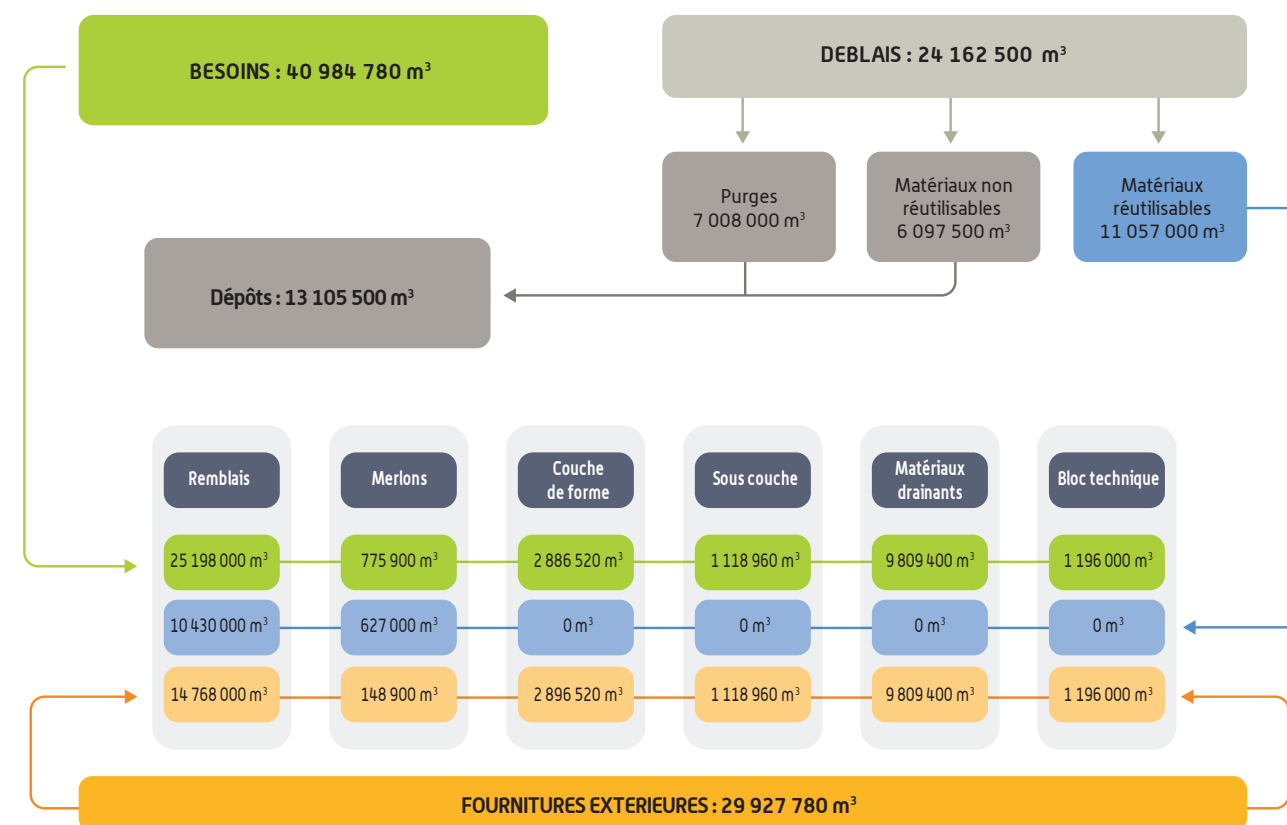 BESOINS : 40 984 780 m³
DEBLAIS : 24 162 500 m³
Purges
7 008 000 m³
Matériaux non
réutilisables
6 097 500 m³
Matériaux
réutilisables
11 057 000 m³
Dépôts : 13 105 500 m³
Remblais
Merlons
Couche
de forme
Sous couche
Matériaux
drainants
Bloc technique
25 198 000 m³
775 900 m³
2 886 520 m³
1 118 960 m³
9 809 400 m³
1 196 000 m³
10 430 000 m³
627 000 m³
0 m³
0 m³
0 m³
0 m³
14 768 000 m³
148 900 m³
2 896 520 m³
1 118 960 m³
9 809 400 m³
1 196 000 m³
FOURNITURES EXTERIEURES : 29 927 780 m³